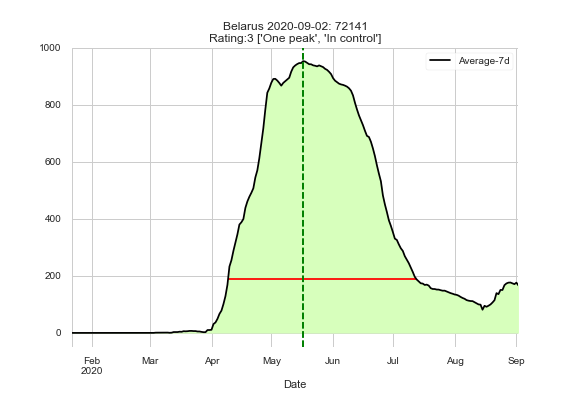 Belarus 2020-09-02: 72141
Rating:3 ['One peak', 'In control']
Average-7d
1000
800
600
400
200
0
Feb Mar Apr May Jun Jul Aug Sep
2020
Date